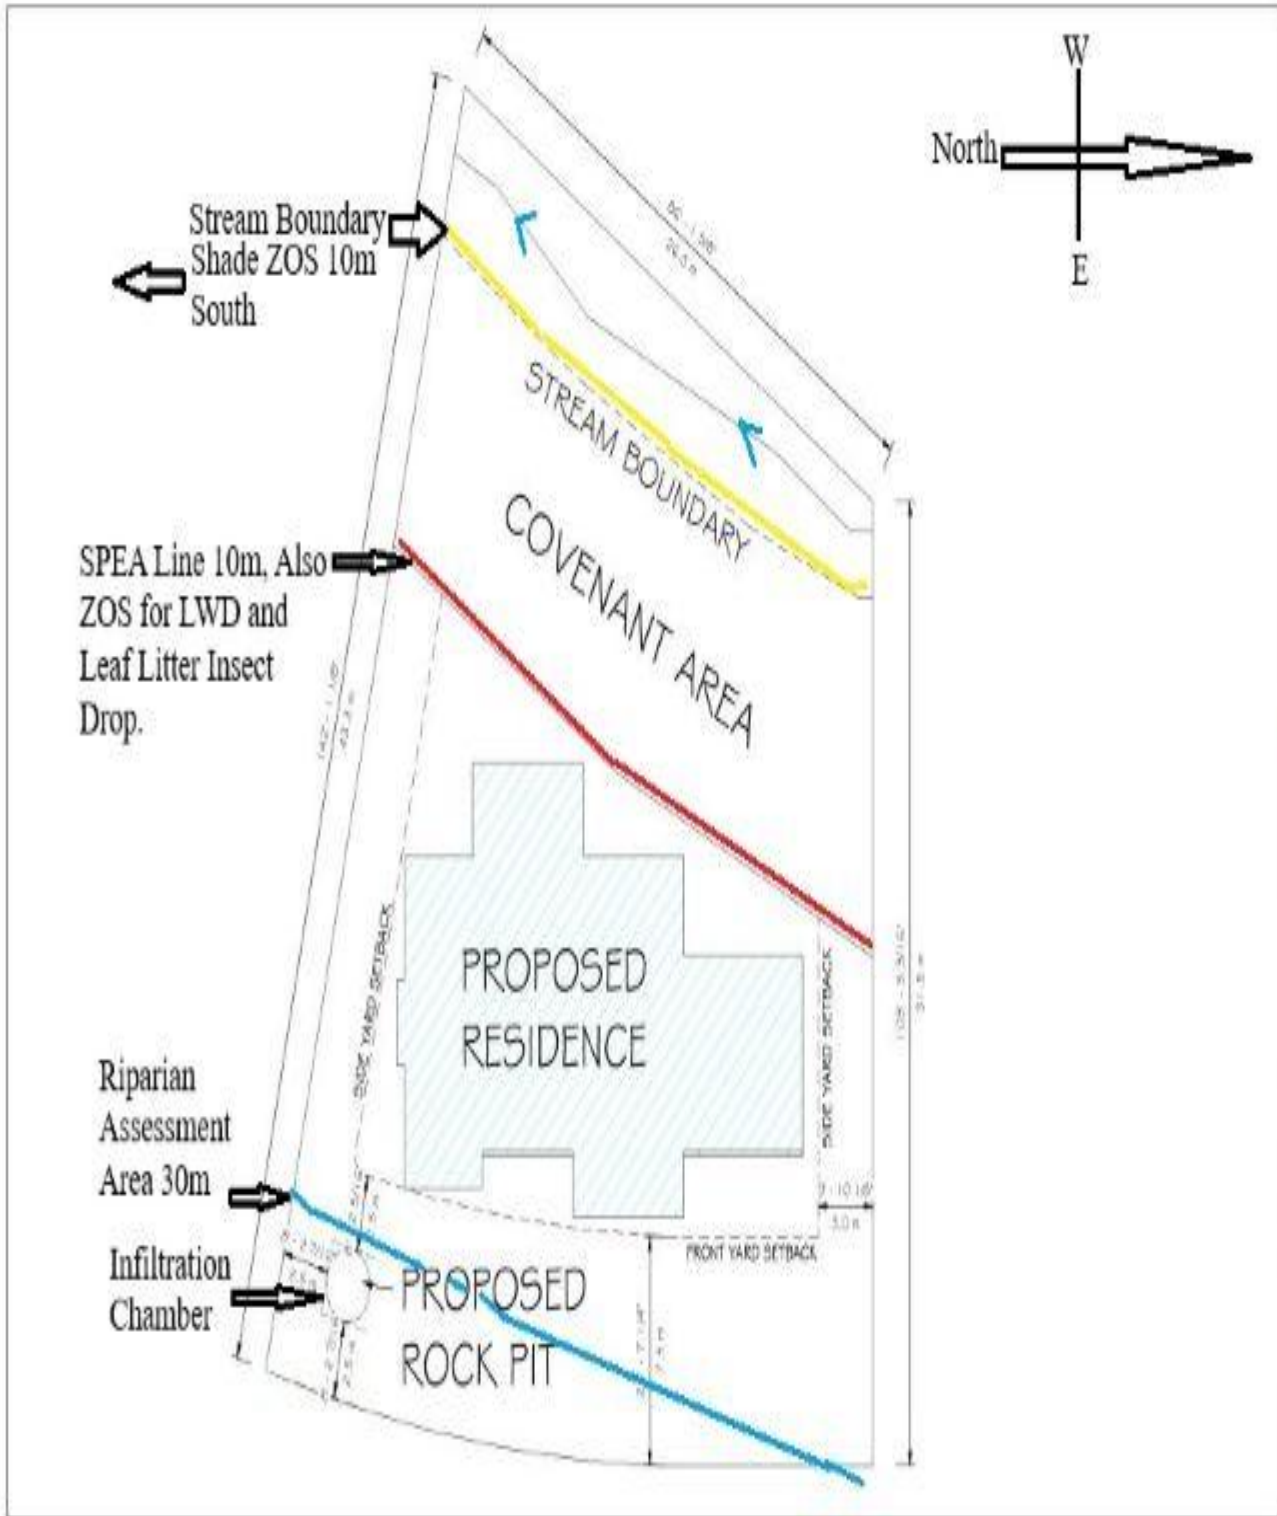 W
North
E
Stream Boundary
Shade ZOS 10m
South
STREAM BOUNDARY
COVENANT AREA
SPEA Line 10m, Also
ZOS for LWD and
Leaf Litter Insect
Drop.
PROPOSED
RESIDENCE
SIDE YARD SETBACK
SIDE YARD SETBACK
Riparian
Assessment
Area 30m
3.0 m
FRONT YARD SETBACK
Infiltration
Chamber
PROPOSED
ROCK PIT